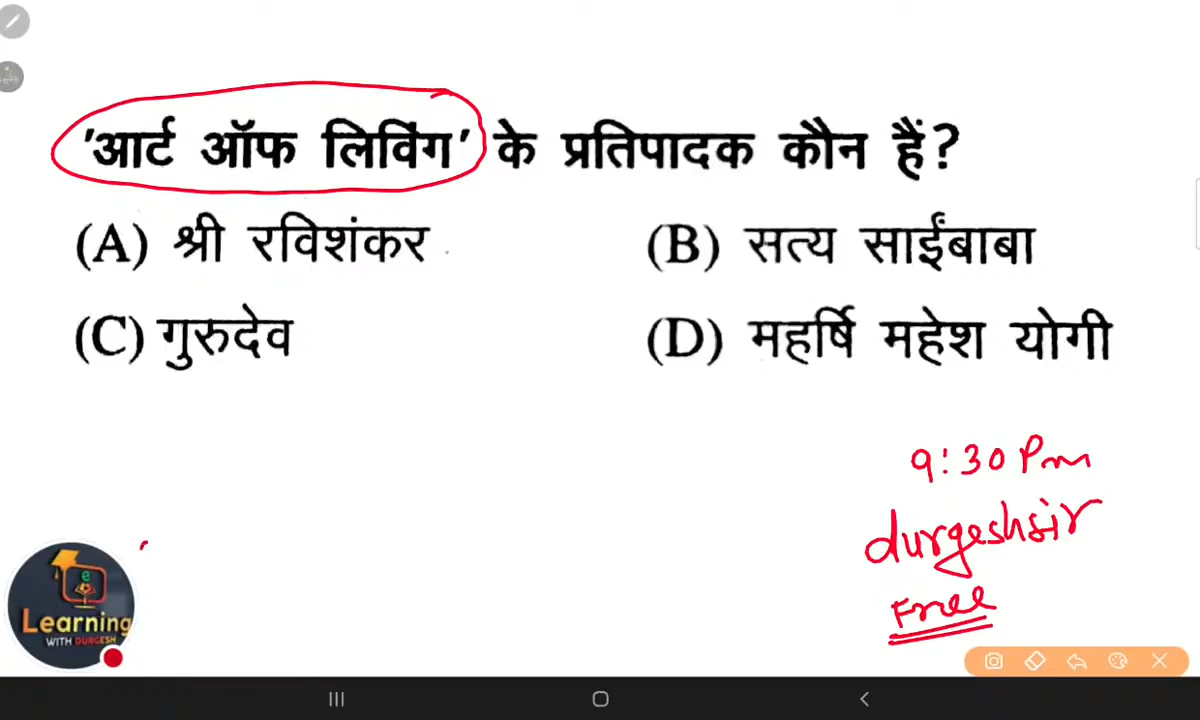 'आर्ट ऑफ लिविंग' के प्रतिपादक कौन हैं?
(A) श्री रविशंकर
(B) सत्य साईंबाबा
(C) गुरुदेव
(D) महर्षि महेश योगी
9:30 Pm
durgeshsir
Free
e
Learning
WITH DURGESH